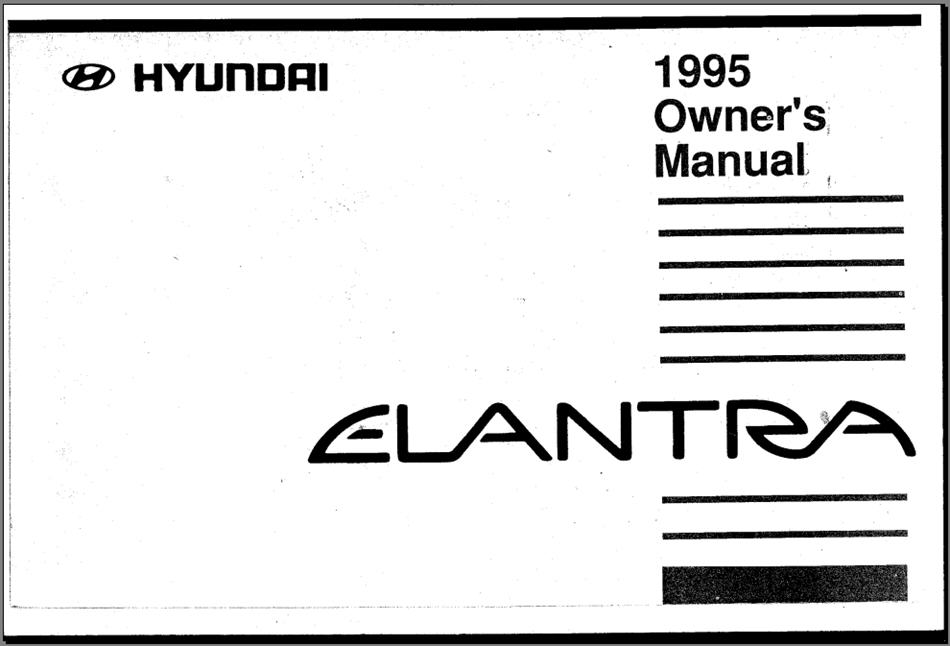 HYUNDAI
1995
Owner's
Manual
ELANTRA